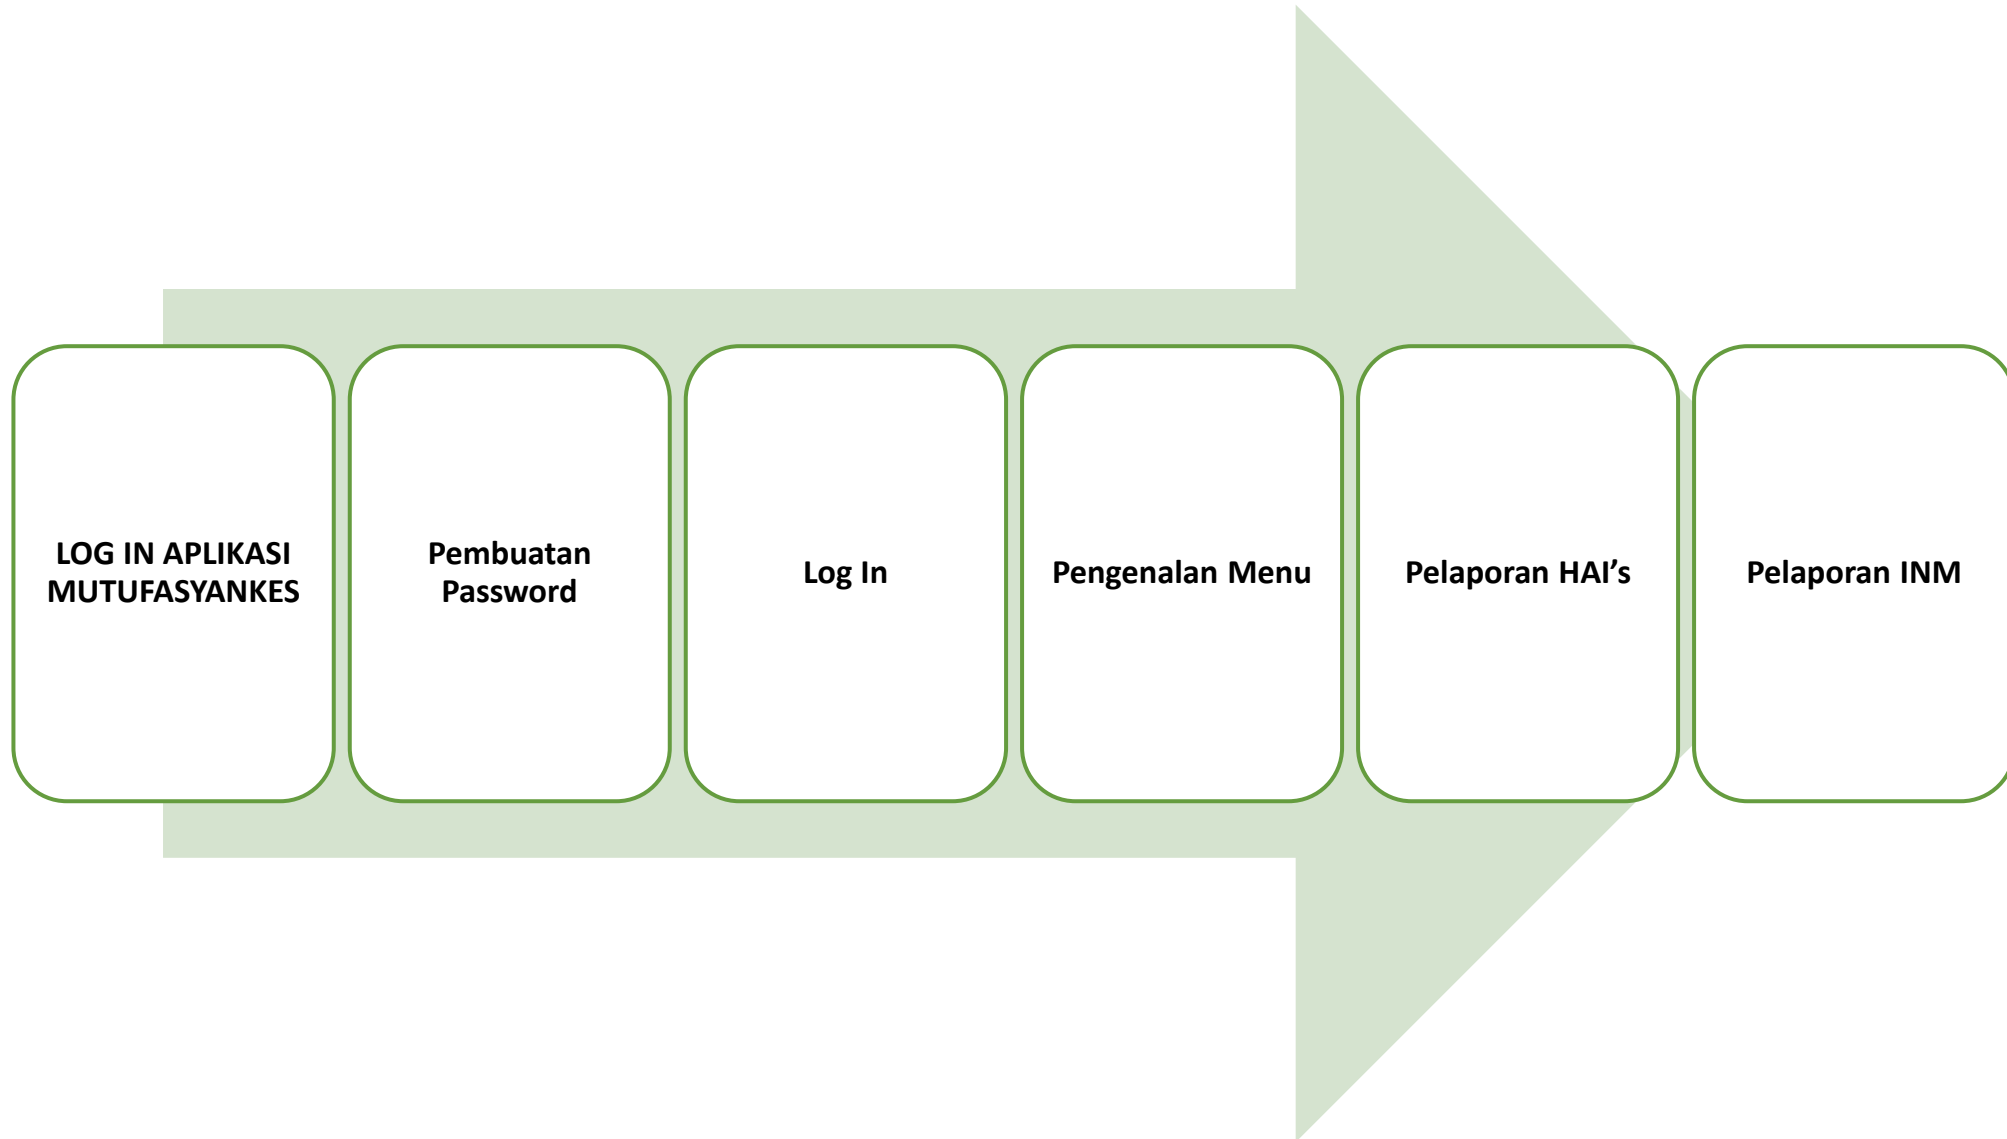 LOG IN APLIKASI
MUTUFASYANKES
Pembuatan
Password
Log In
Pengenalan Menu
Pelaporan HAI’s
Pelaporan INM